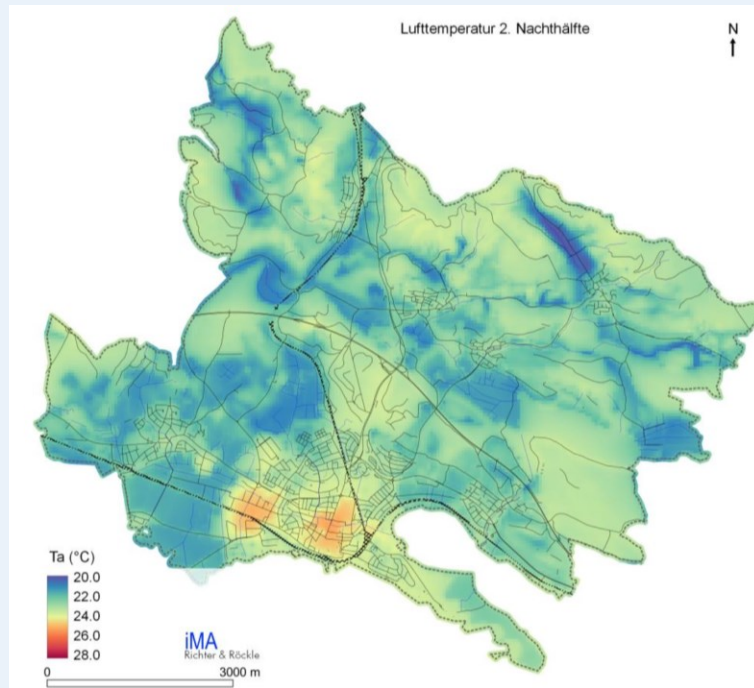 Lufttemperatur 2. Nachthälfte
N
Ta (°C)
20.0
22.0
24.0
26.0
28.0
iMA
Richter & Röckle
0 3000 m